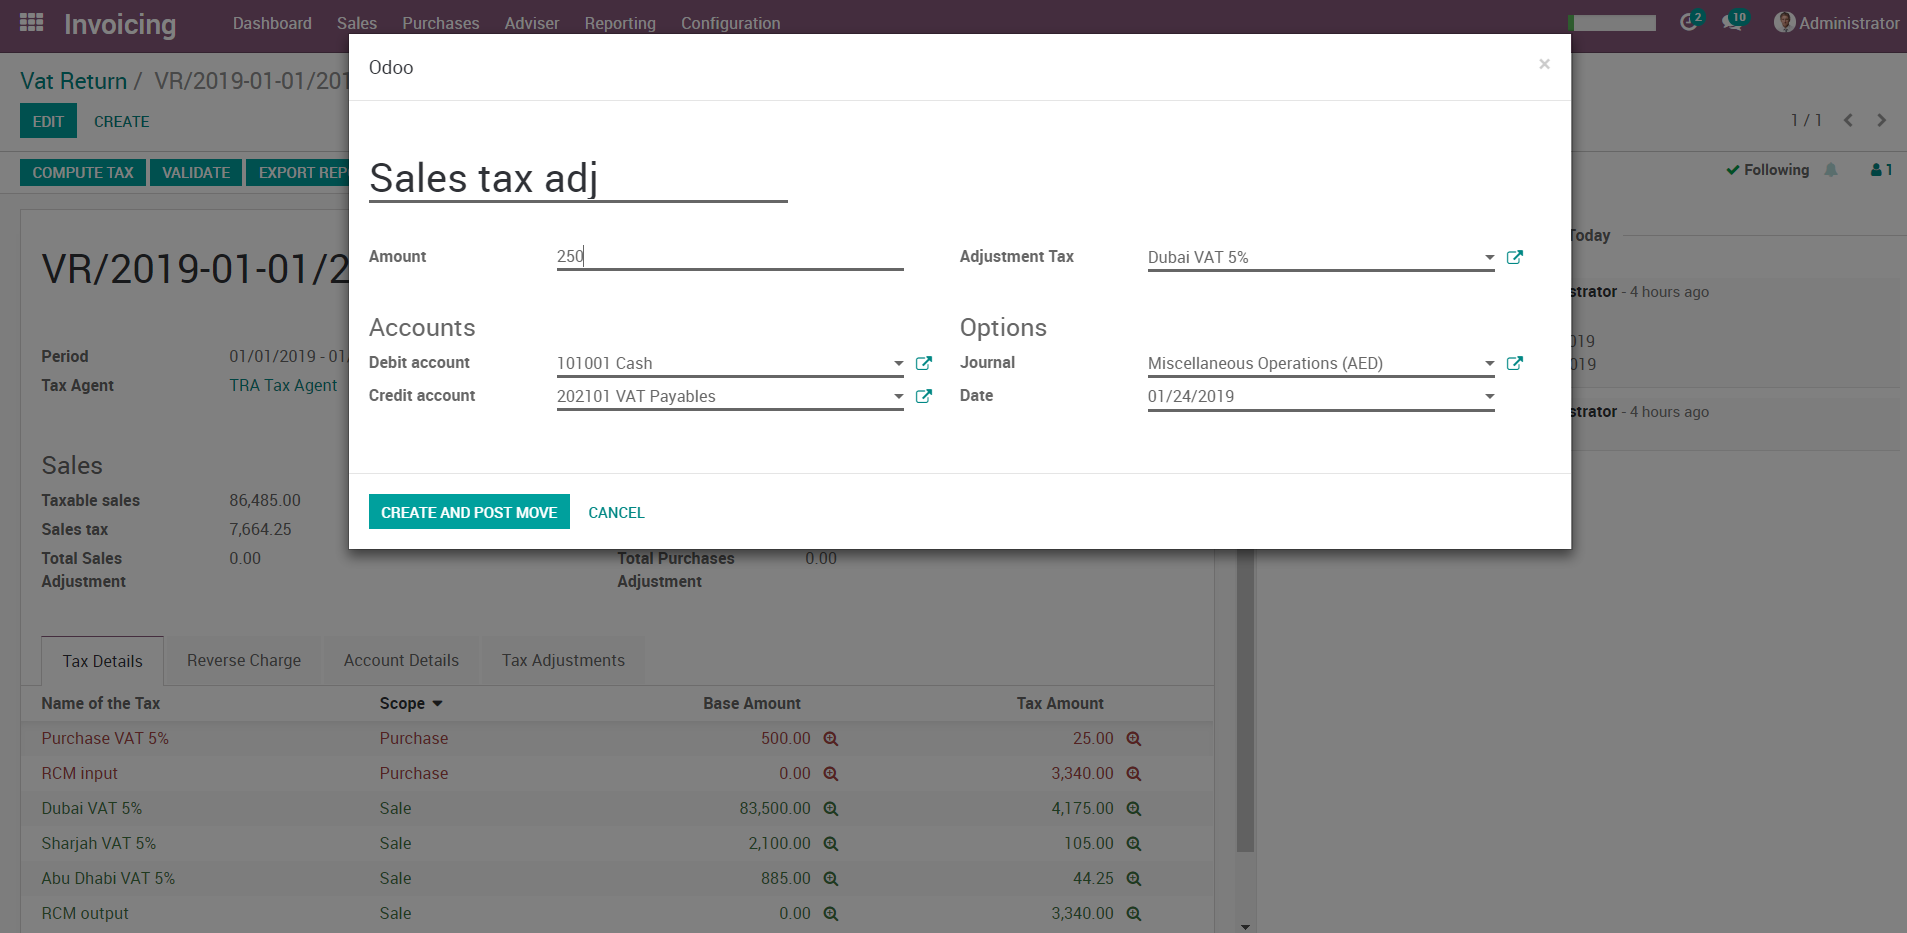 Invoicing Dashboard Sales Purchases Adviser Reporting Configuration 2 10 Administrator
Vat Return / VR/2019-01-01/201
EDIT CREATE
1 / 1
COMPUTE TAX VALIDATE EXPORT REP
Following 1
Odoo ×
Sales tax adj
Amount 250 Adjustment Tax Dubai VAT 5%
Accounts Options
Debit account 101001 Cash Journal Miscellaneous Operations (AED)
Credit account 202101 VAT Payables Date 01/24/2019
CREATE AND POST MOVE CANCEL
VR/2019-01-01/2
Period 01/01/2019 - 01/
Tax Agent TRA Tax Agent
Sales
Taxable sales 86,485.00
Sales tax 7,664.25
Total Sales Adjustment 0.00
Total Purchases Adjustment 0.00
Today
strator - 4 hours ago
019
019
strator - 4 hours ago
Tax Details Reverse Charge Account Details Tax Adjustments
Name of the Tax Scope Base Amount Tax Amount
Purchase VAT 5% Purchase 500.00 25.00
RCM input Purchase 0.00 3,340.00
Dubai VAT 5% Sale 83,500.00 4,175.00
Sharjah VAT 5% Sale 2,100.00 105.00
Abu Dhabi VAT 5% Sale 885.00 44.25
RCM output Sale 0.00 3,340.00